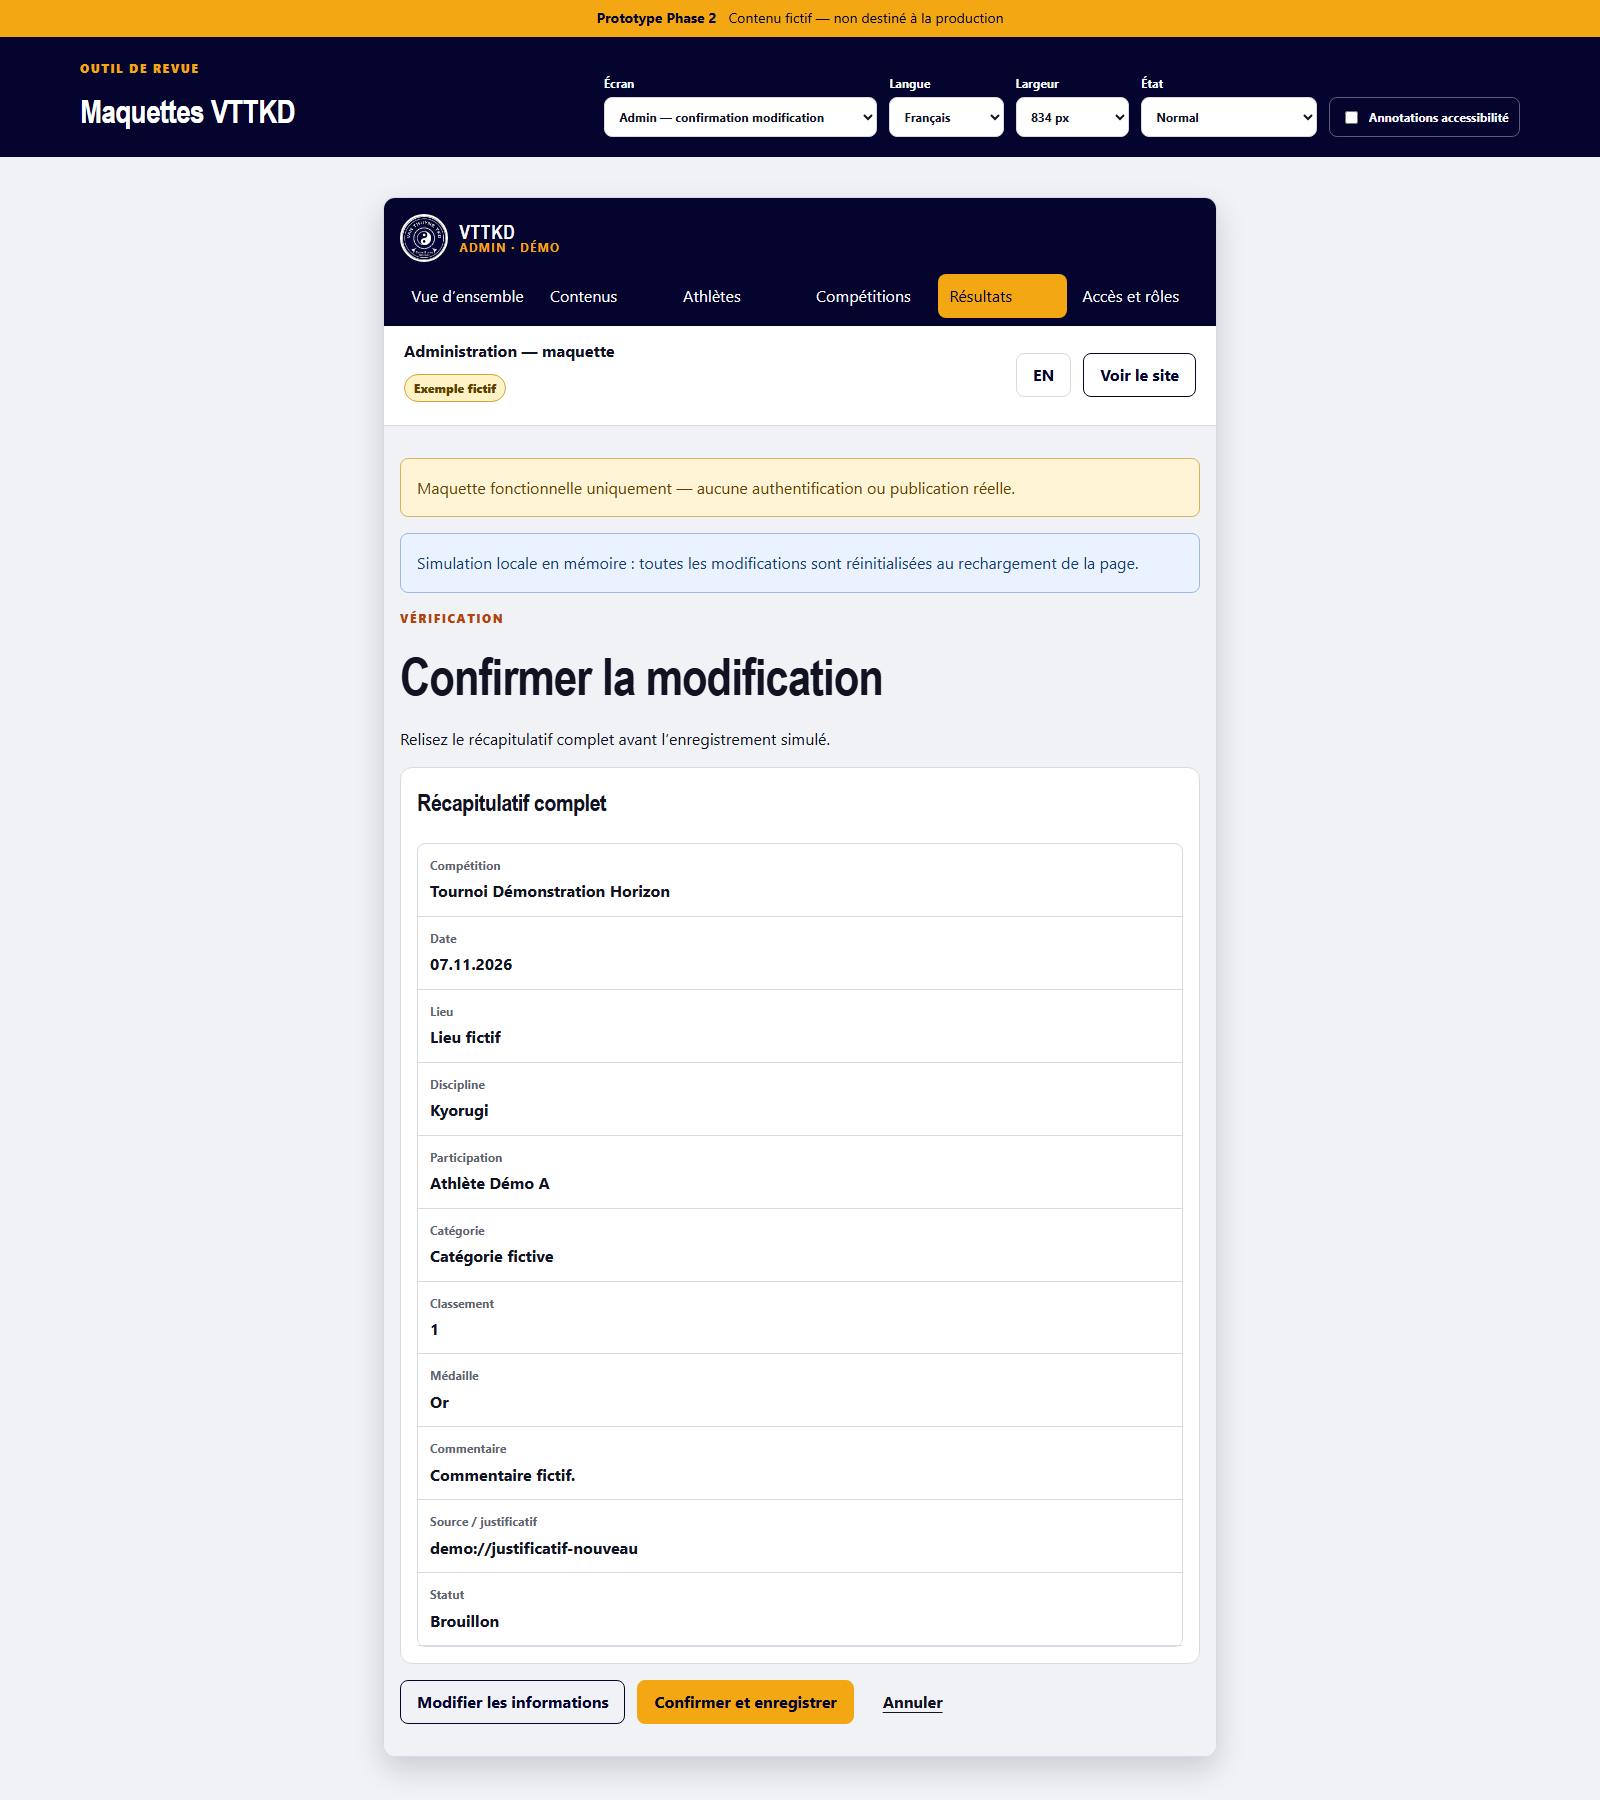 Prototype Phase 2 Contenu fictif — non destiné à la production
OUTIL DE REVUE
Maquettes VTTKD
Écran
Langue
Largeur
État
Admin — confirmation modification
Français
834 px
Normal
Annotations accessibilité
VTTKD
ADMIN · DÉMO
Vue d’ensemble
Contenus
Athlètes
Compétitions
Résultats
Accès et rôles
Administration — maquette
Exemple fictif
EN
Voir le site
Maquette fonctionnelle uniquement — aucune authentification ou publication réelle.
Simulation locale en mémoire : toutes les modifications sont réinitialisées au rechargement de la page.
VÉRIFICATION
Confirmer la modification
Relisez le récapitulatif complet avant l’enregistrement simulé.
Récapitulatif complet
Compétition
Tournoi Démonstration Horizon
Date
07.11.2026
Lieu
Lieu fictif
Discipline
Kyorugi
Participation
Athlète Démo A
Catégorie
Catégorie fictive
Classement
1
Médaille
Or
Commentaire
Commentaire fictif.
Source / justificatif
demo://justificatif-nouveau
Statut
Brouillon
Modifier les informations
Confirmer et enregistrer
Annuler